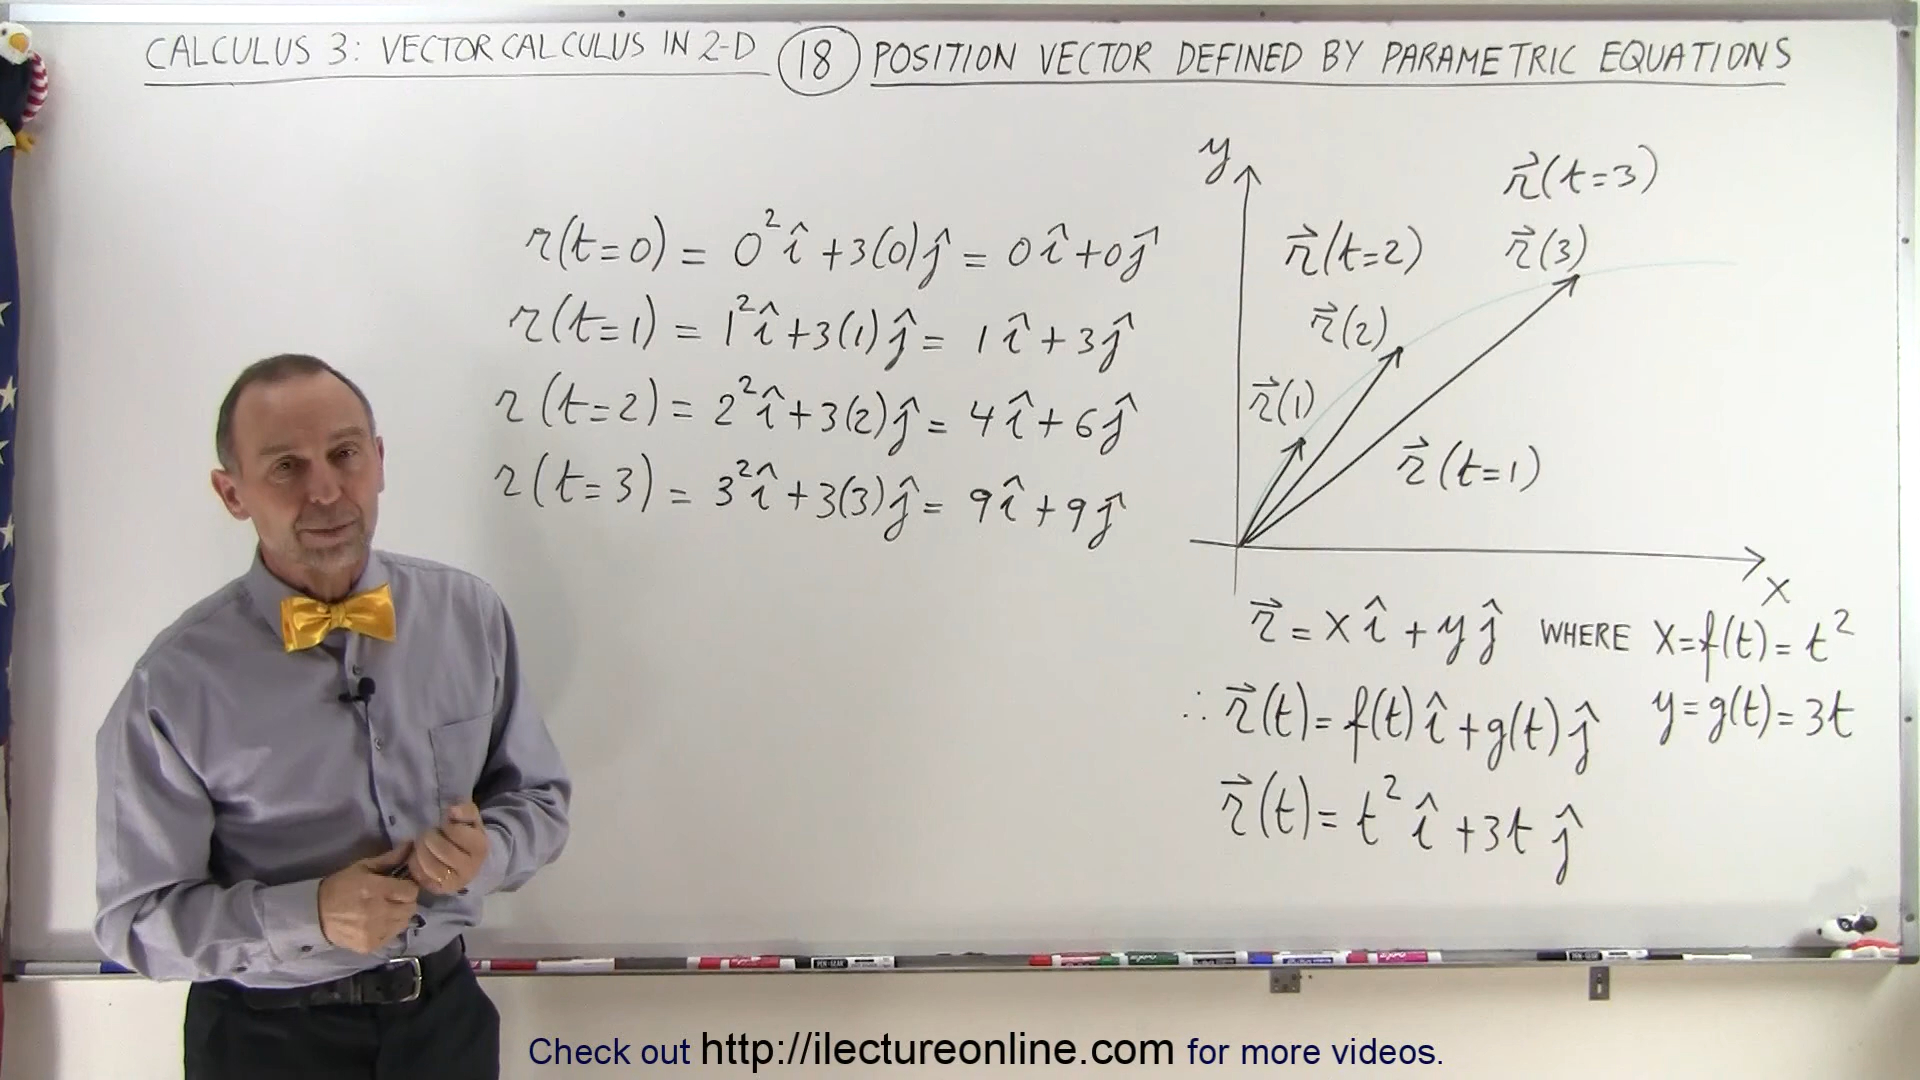 CALCULUS 3: VECTOR CALCULUS IN 2-D (18) POSITION VECTOR DEFINED BY PARAMETRIC EQUATIONS
r(t=0) = 0²î + 3(0)ĵ = 0î + 0ĵ
r(t=1) = 1²î + 3(1)ĵ = 1î + 3ĵ
r(t=2) = 2²î + 3(2)ĵ = 4î + 6ĵ
r(t=3) = 3²î + 3(3)ĵ = 9î + 9ĵ
y
r⃗(t=3)
r⃗(t=2)
r⃗(3)
r⃗(2)
r⃗(1)
r⃗(t=1)
x
r⃗ = xî + yĵ WHERE x=f(t)= t²
∴ r⃗(t) = f(t)î + g(t)ĵ y=g(t)= 3t
r⃗(t) = t²î + 3tĵ
Check out http://ilectureonline.com for more videos.